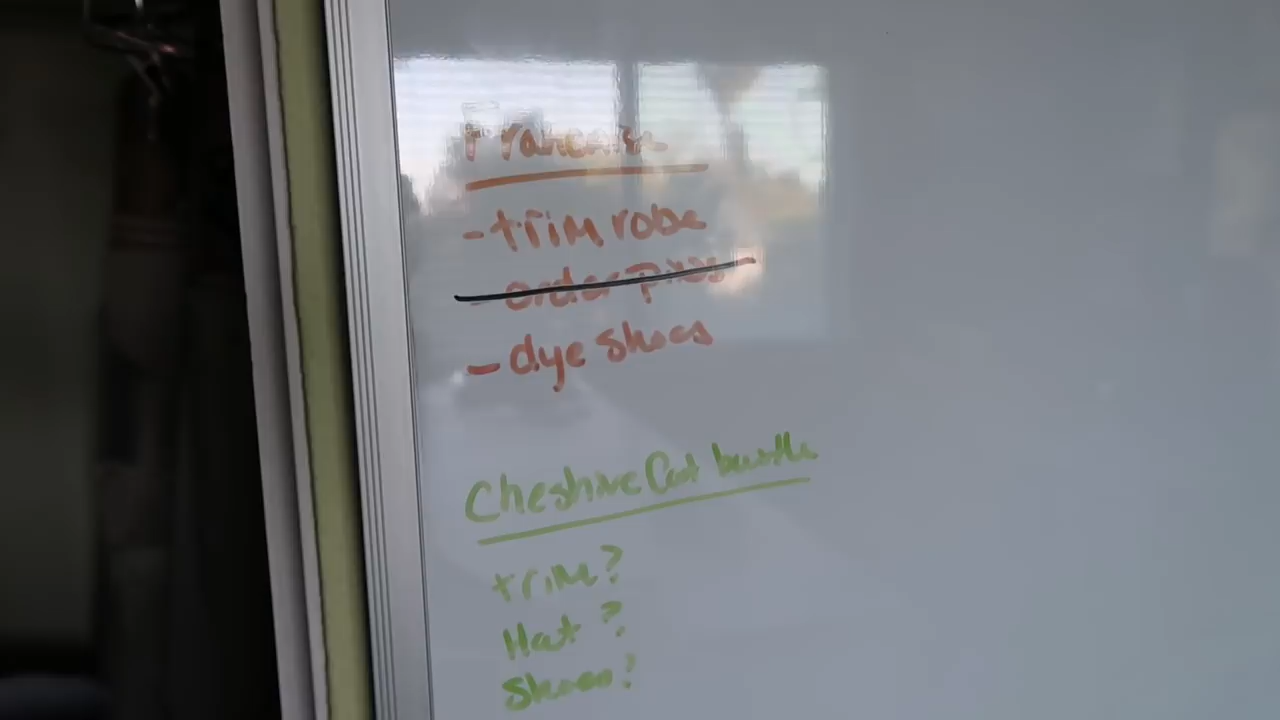 - trim robe
- order
- dye shoes
Cheshire Cat bustle
trim?
Hat?
Shoes?